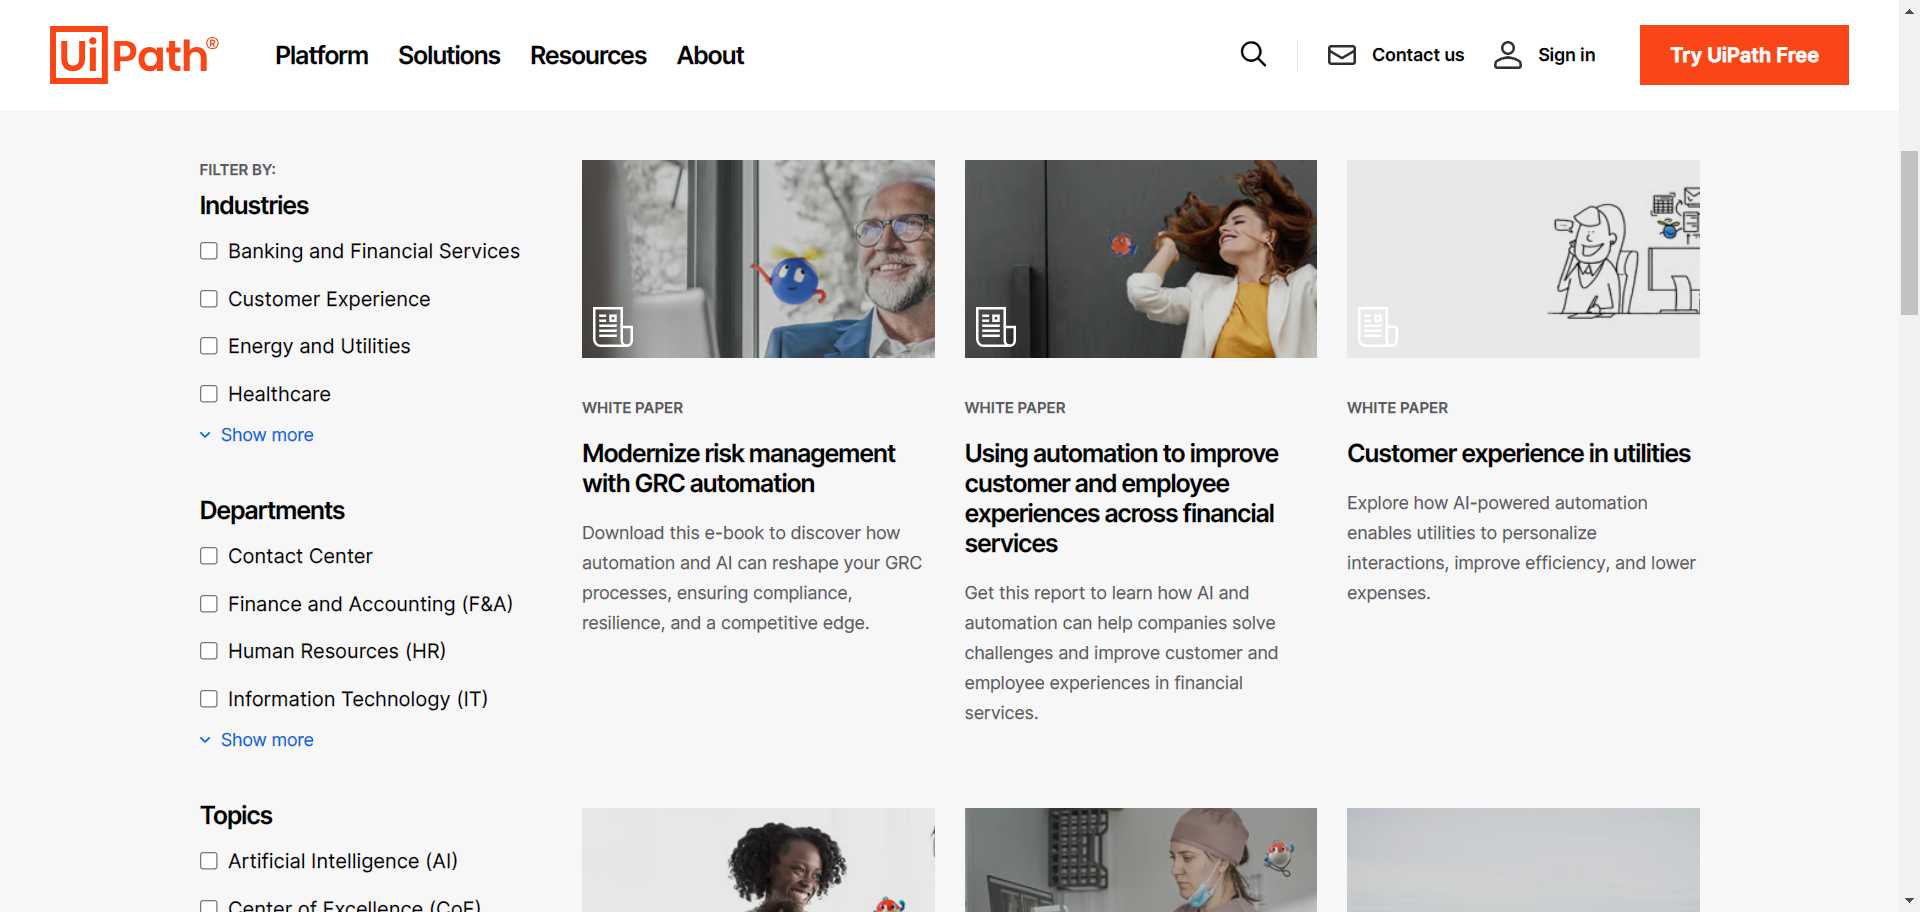 UiPath®
Platform
Solutions
Resources
About
Contact us
Sign in
Try UiPath Free
FILTER BY:
Industries
Banking and Financial Services
Customer Experience
Energy and Utilities
Healthcare
Show more
Departments
Contact Center
Finance and Accounting (F&A)
Human Resources (HR)
Information Technology (IT)
Show more
Topics
Artificial Intelligence (AI)
Center of Excellence (CoE)
WHITE PAPER
Modernize risk management
with GRC automation
Download this e-book to discover how
automation and AI can reshape your GRC
processes, ensuring compliance,
resilience, and a competitive edge.
WHITE PAPER
Using automation to improve
customer and employee
experiences across financial
services
Get this report to learn how AI and
automation can help companies solve
challenges and improve customer and
employee experiences in financial
services.
WHITE PAPER
Customer experience in utilities
Explore how AI-powered automation
enables utilities to personalize
interactions, improve efficiency, and lower
expenses.